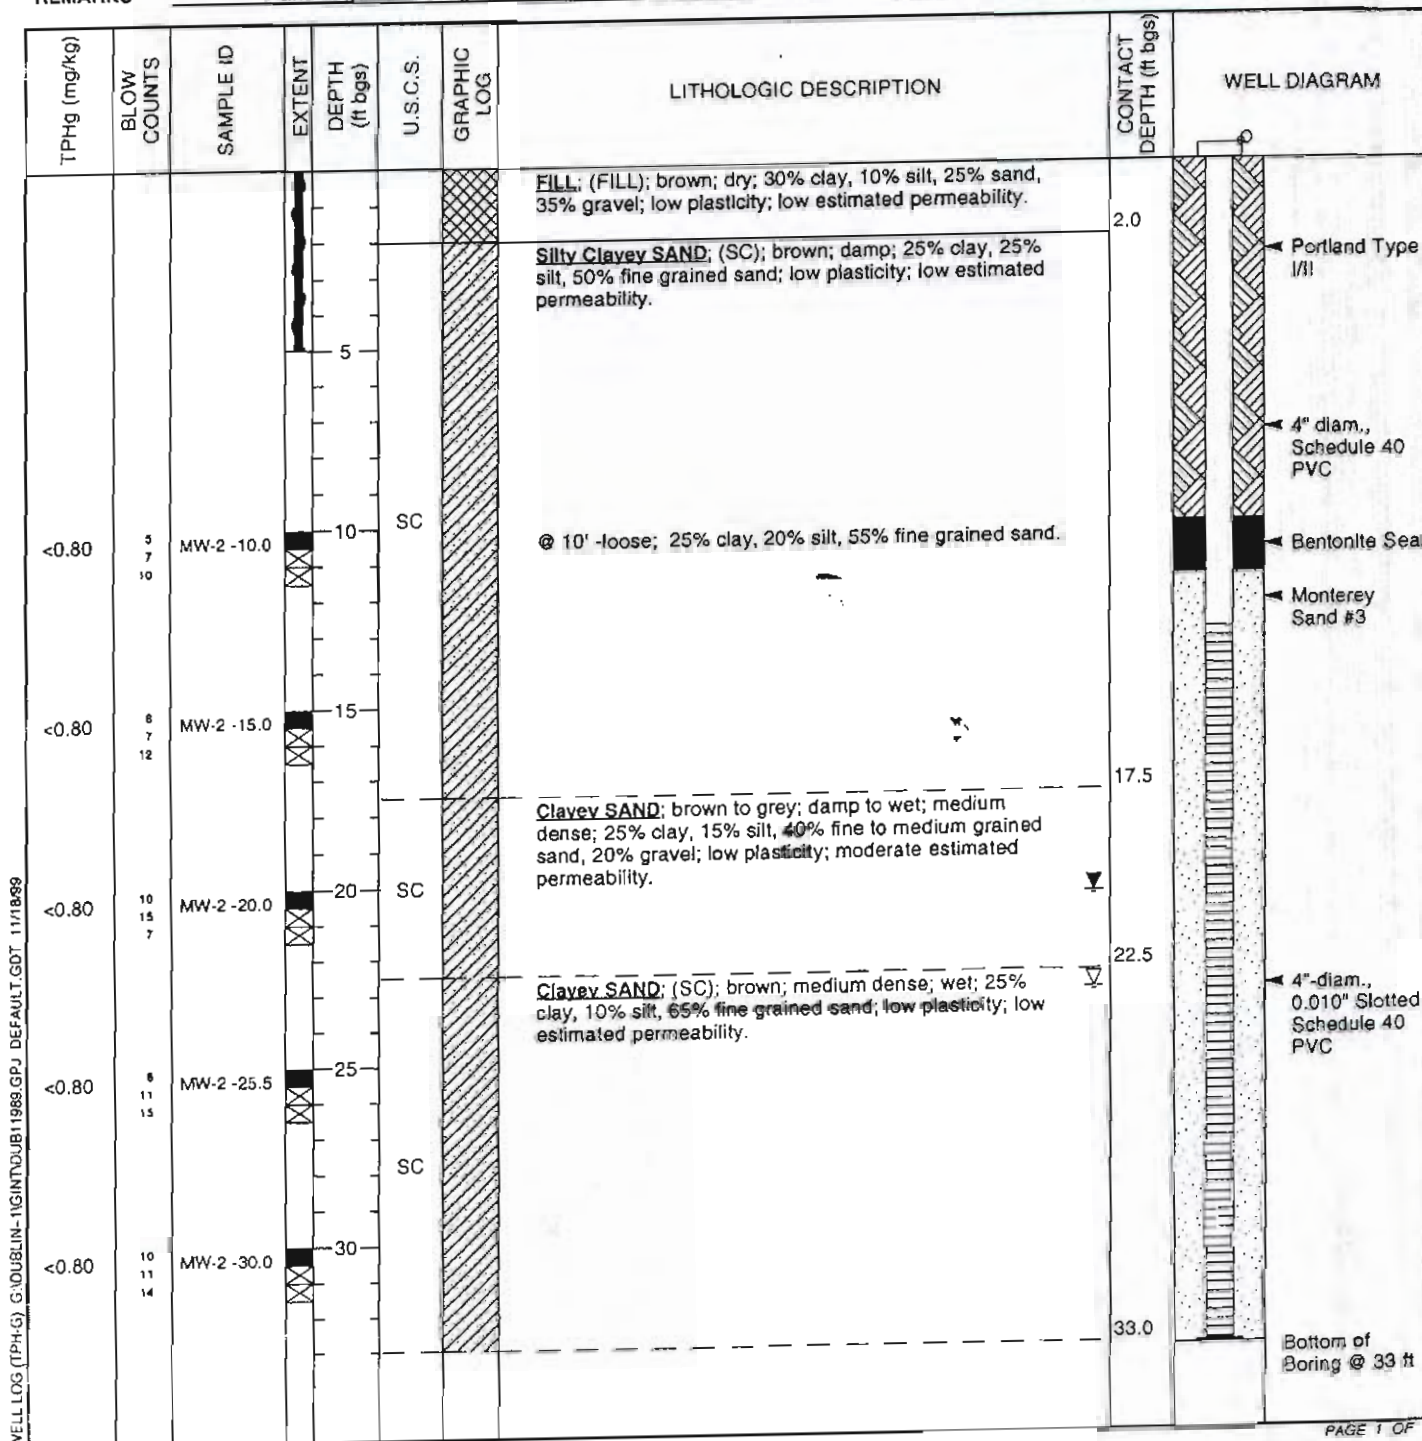 REMARKS
TPHg (mg/kg)
BLOW
COUNTS
SAMPLE ID
EXTENT
DEPTH
(ft bgs)
U.S.C.S.
GRAPHIC
LOG
LITHOLOGIC DESCRIPTION
CONTACT
DEPTH (ft bgs)
WELL DIAGRAM
FILL; (FILL); brown; dry; 30% clay, 10% silt, 25% sand,
35% gravel; low plasticity; low estimated permeability.
2.0
Silty Clayey SAND; (SC); brown; damp; 25% clay, 25%
silt, 50% fine grained sand; low plasticity; low estimated
permeability.
Portland Type
I/II
5
4" diam.,
Schedule 40
PVC
<0.80
5
7
10
MW-2 -10.0
10
SC
@ 10' -loose; 25% clay, 20% silt, 55% fine grained sand.
Bentonite Seal
Monterey
Sand #3
<0.80
6
7
12
MW-2 -15.0
15
17.5
Clayey SAND; brown to grey; damp to wet; medium
dense; 25% clay, 15% silt, 40% fine to medium grained
sand, 20% gravel; low plasticity; moderate estimated
permeability.
<0.80
10
15
7
MW-2 -20.0
20
SC
22.5
Clayey SAND; (SC); brown; medium dense; wet; 25%
clay, 10% silt, 65% fine grained sand; low plasticity; low
estimated permeability.
4"-diam.,
0.010" Slotted
Schedule 40
PVC
<0.80
6
11
15
MW-2 -25.5
25
SC
<0.80
10
11
14
MW-2 -30.0
30
33.0
Bottom of
Boring @ 33 ft
WELL LOG (TPH-G) G:\DUBLIN~1\GINT\DUB11989.GPJ DEFAULT.GDT 11/18/99
PAGE 1 OF